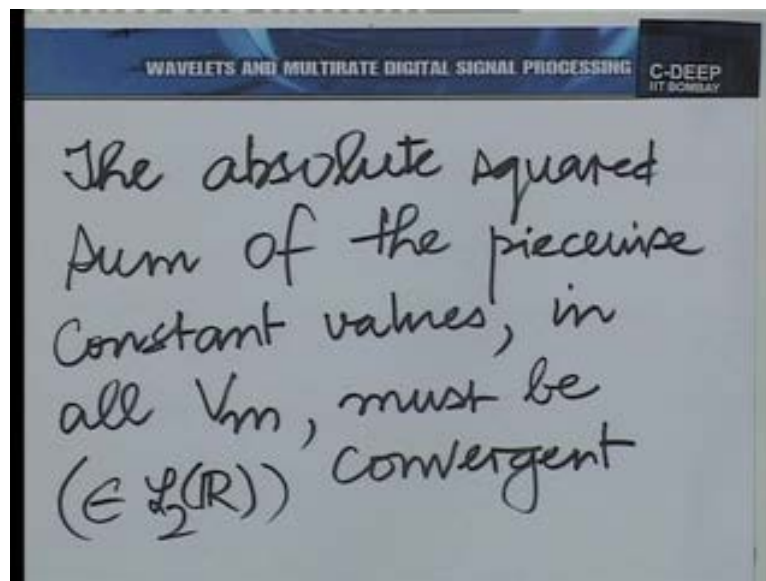 WAVELETS AND MULTIRATE DIGITAL SIGNAL PROCESSING
C-DEEP
IIT BOMBAY
The absolute squared
sum of the piecewise
Constant values, in
all Vm, must be
(∈ ℒ₂(ℝ)) convergent